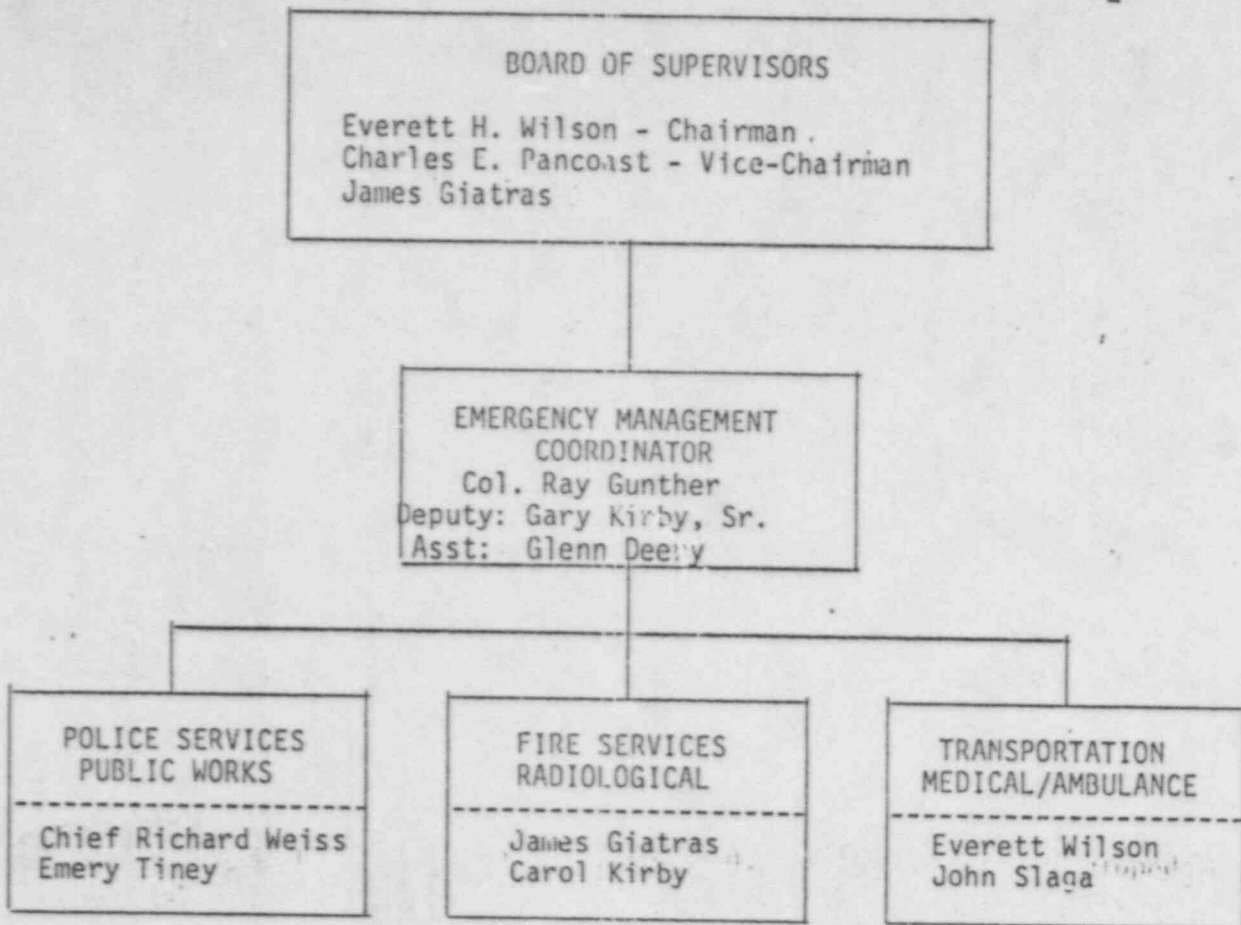 BOARD OF SUPERVISORS
Everett H. Wilson - Chairman
Charles E. Pancoast - Vice-Chairman
James Giatras
EMERGENCY MANAGEMENT
COORDINATOR
Col. Ray Gunther
Deputy: Gary Kirby, Sr.
Asst: Glenn Deery
POLICE SERVICES
PUBLIC WORKS
Chief Richard Weiss
Emery Tiney
FIRE SERVICES
RADIOLOGICAL
James Giatras
Carol Kirby
TRANSPORTATION
MEDICAL/AMBULANCE
Everett Wilson
John Slaga